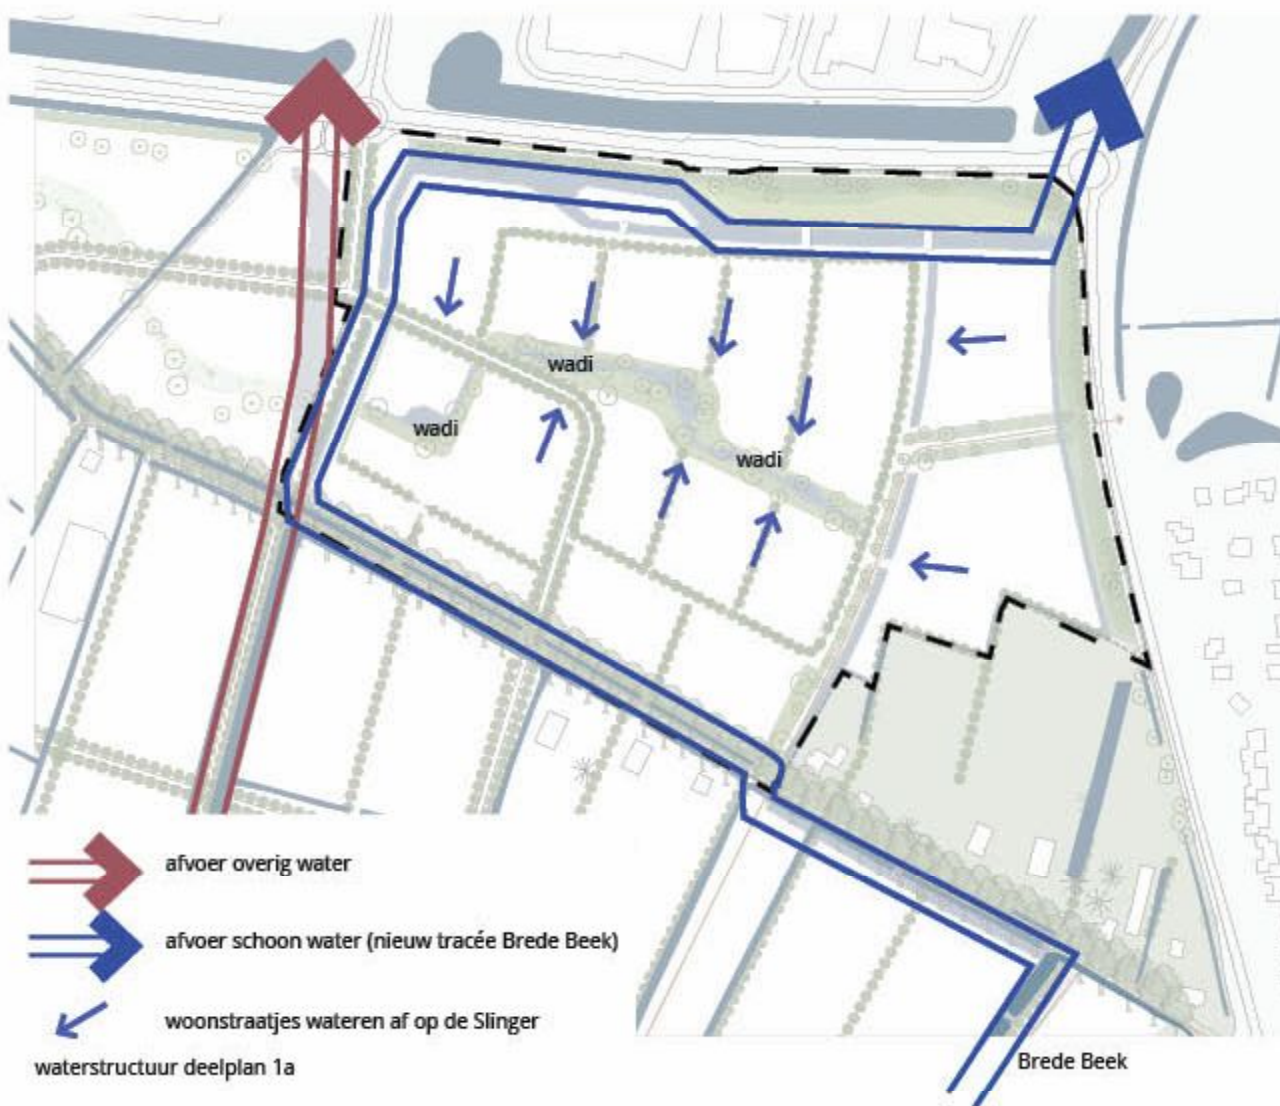 wadi
wadi
wadi
afvoer overig water
afvoer schoon water (nieuw tracée Brede Beek)
woonstraatjes wateren af op de Slinger
waterstructuur deelplan 1a
Brede Beek